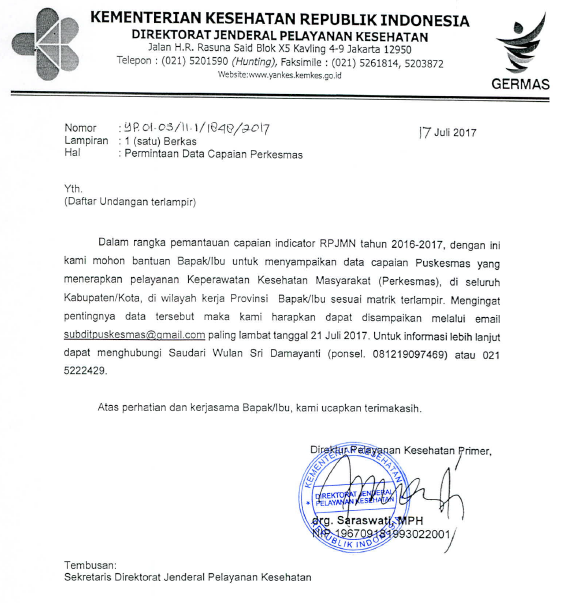 KEMENTERIAN KESEHATAN REPUBLIK INDONESIA
DIREKTORAT JENDERAL PELAYANAN KESEHATAN
Jalan H.R. Rasuna Said Blok X5 Kavling 4-9 Jakarta 12950
Telepon : (021) 5201590 (Hunting), Faksimile : (021) 5261814, 5203872
Website:www.yankes.kemkes.go.id
GERMAS
Nomor :
17 Juli 2017
Lampiran : 1 (satu) Berkas
Hal : Permintaan Data Capaian Perkesmas
Yth.
(Daftar Undangan terlampir)
Dalam rangka pemantauan capaian indicator RPJMN tahun 2016-2017, dengan ini
kami mohon bantuan Bapak/Ibu untuk menyampaikan data capaian Puskesmas yang
menerapkan pelayanan Keperawatan Kesehatan Masyarakat (Perkesmas), di seluruh
Kabupaten/Kota, di wilayah kerja Provinsi Bapak/Ibu sesuai matrik terlampir. Mengingat
pentingnya data tersebut maka kami harapkan dapat disampaikan melalui email
subditpuskesmas@gmail.com paling lambat tanggal 21 Juli 2017. Untuk informasi lebih lanjut
dapat menghubungi Saudari Wulan Sri Damayanti (ponsel. 081219097469) atau 021
5222429.
Atas perhatian dan kerjasama Bapak/Ibu, kami ucapkan terimakasih.
Direktur Pelayanan Kesehatan Primer,
KEMENTERIAN KESEHATAN
DIREKTORAT JENDERAL
PELAYANAN KESEHATAN
REPUBLIK INDONESIA
drg. Saraswati, MPH
NIP 196709181993022001
Tembusan:
Sekretaris Direktorat Jenderal Pelayanan Kesehatan